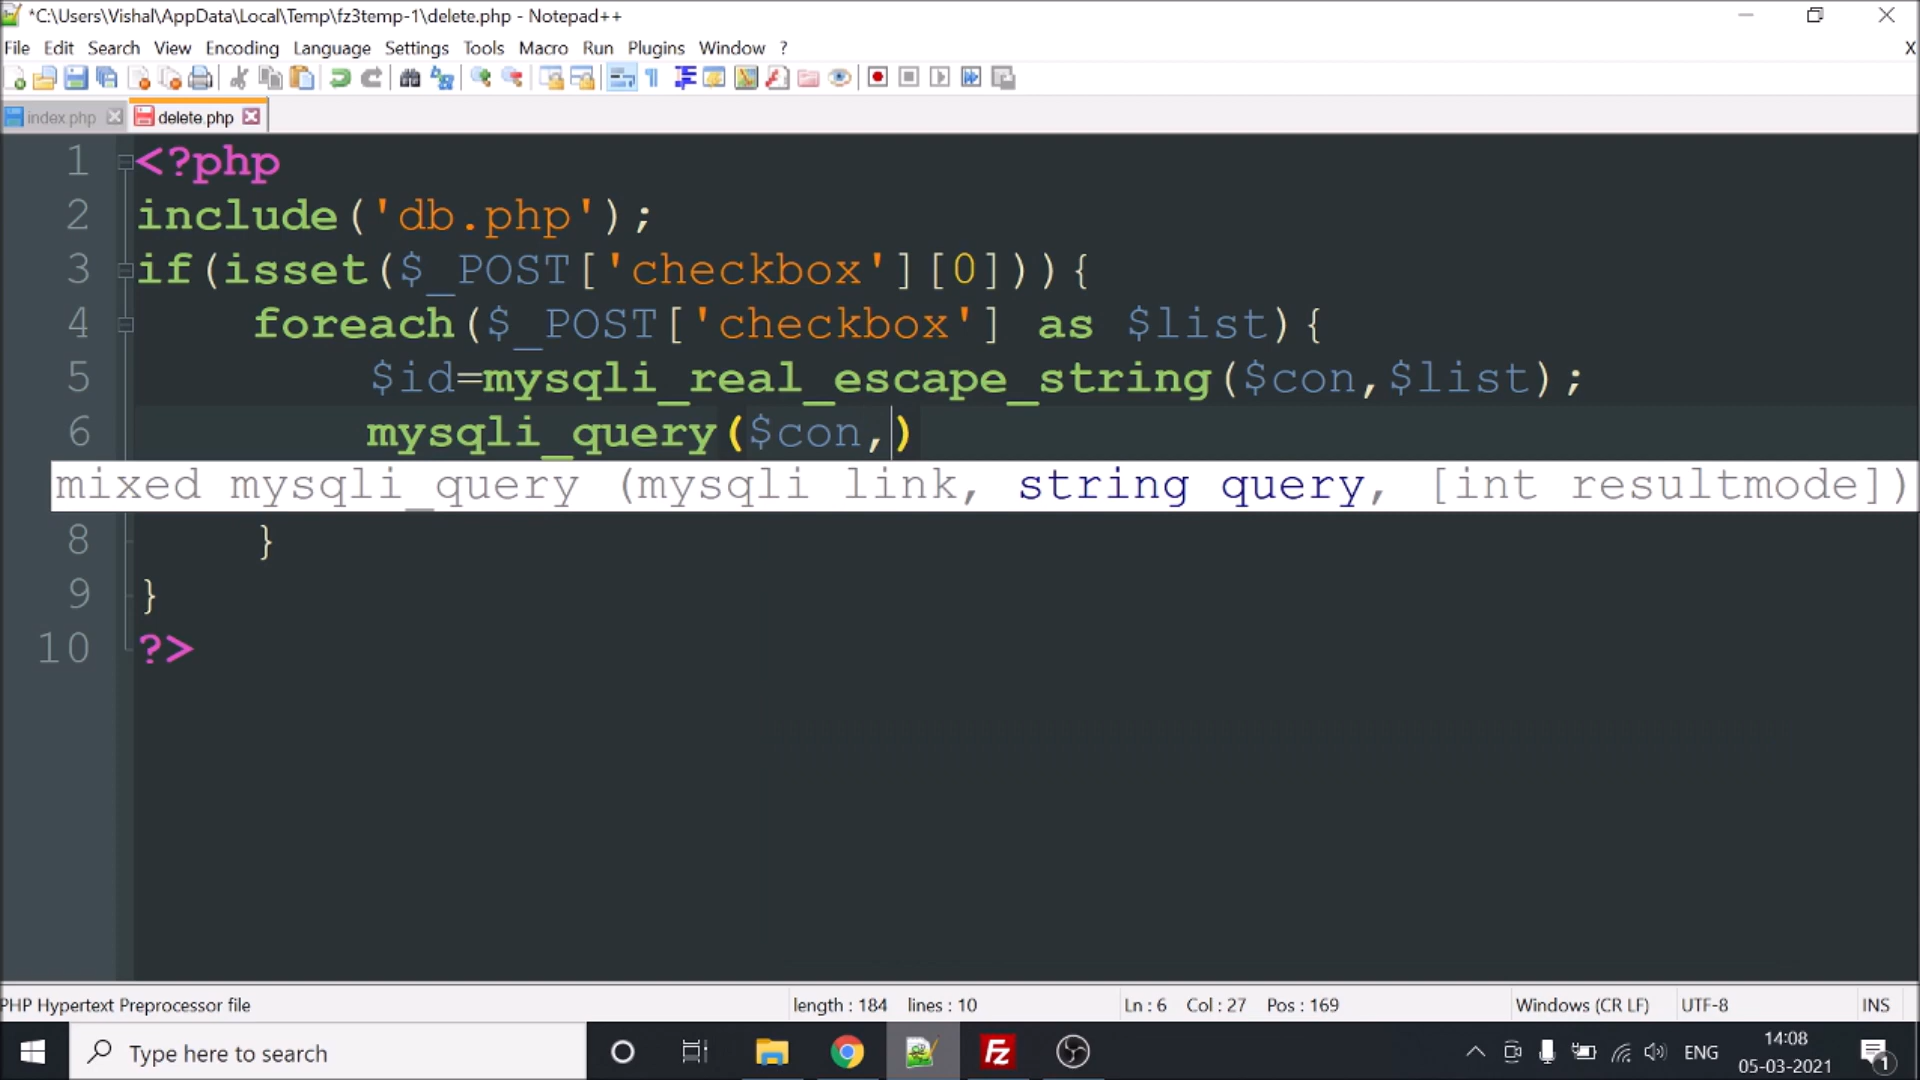 *C:\Users\Vishal\AppData\Local\Temp\fz3temp-1\delete.php - Notepad++
File Edit Search View Encoding Language Settings Tools Macro Run Plugins Window ? X
index.php delete.php
1 <?php
2 include('db.php');
3 if(isset($_POST['checkbox'][0])){
4 foreach($_POST['checkbox'] as $list){
5 $id=mysqli_real_escape_string($con,$list);
6 mysqli_query($con,)
mixed mysqli_query (mysqli link, string query, [int resultmode])
8 }
9 }
10 ?>
PHP Hypertext Preprocessor file length : 184 lines : 10 Ln : 6 Col : 27 Pos : 169 Windows (CR LF) UTF-8 INS
Type here to search Fz ENG 14:08
05-03-2021 1